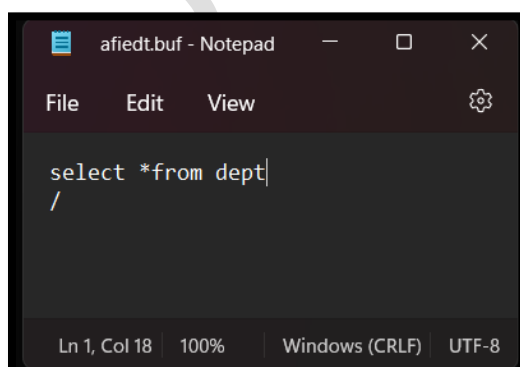 afiedt.buf - Notepad
File Edit View
select *from dept
/
Ln 1, Col 18 100% Windows (CRLF) UTF-8